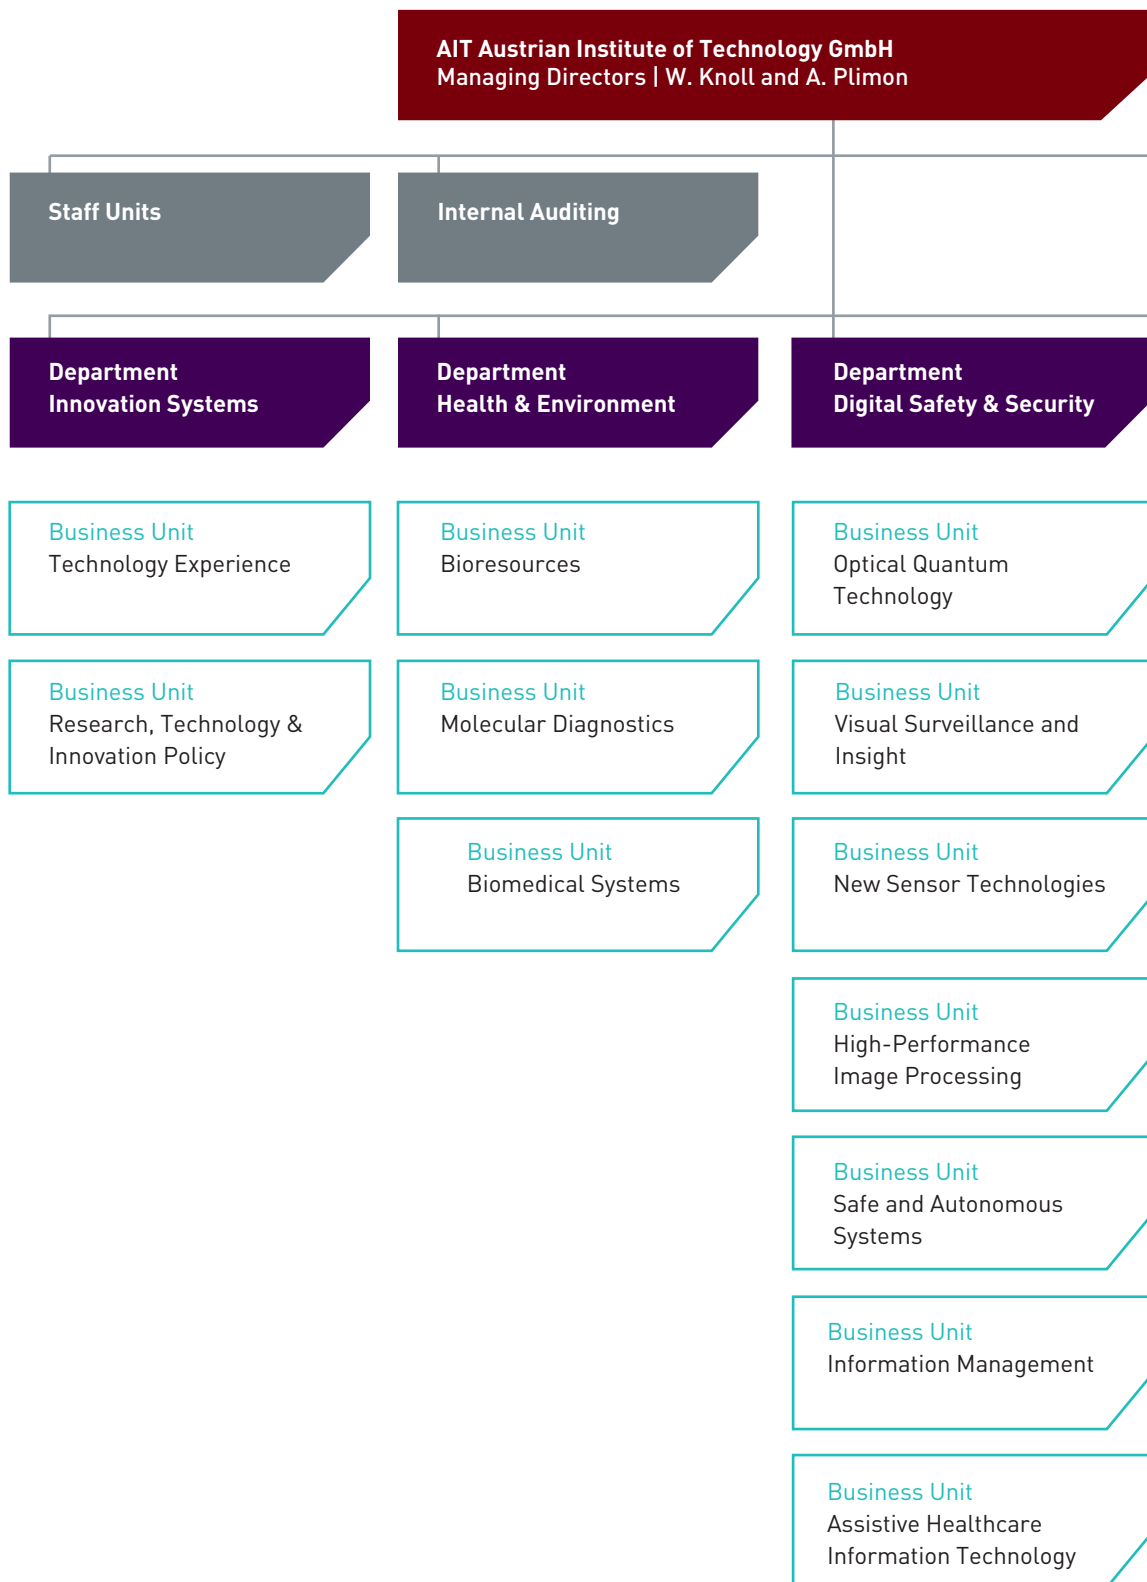 AIT Austrian Institute of Technology GmbH
Managing Directors | W. Knoll and A. Plimon
Staff Units
Internal Auditing
Department
Innovation Systems
Department
Health & Environment
Department
Digital Safety & Security
Business Unit
Technology Experience
Business Unit
Bioresources
Business Unit
Optical Quantum
Technology
Business Unit
Research, Technology &
Innovation Policy
Business Unit
Molecular Diagnostics
Business Unit
Visual Surveillance and
Insight
Business Unit
Biomedical Systems
Business Unit
New Sensor Technologies
Business Unit
High-Performance
Image Processing
Business Unit
Safe and Autonomous
Systems
Business Unit
Information Management
Business Unit
Assistive Healthcare
Information Technology